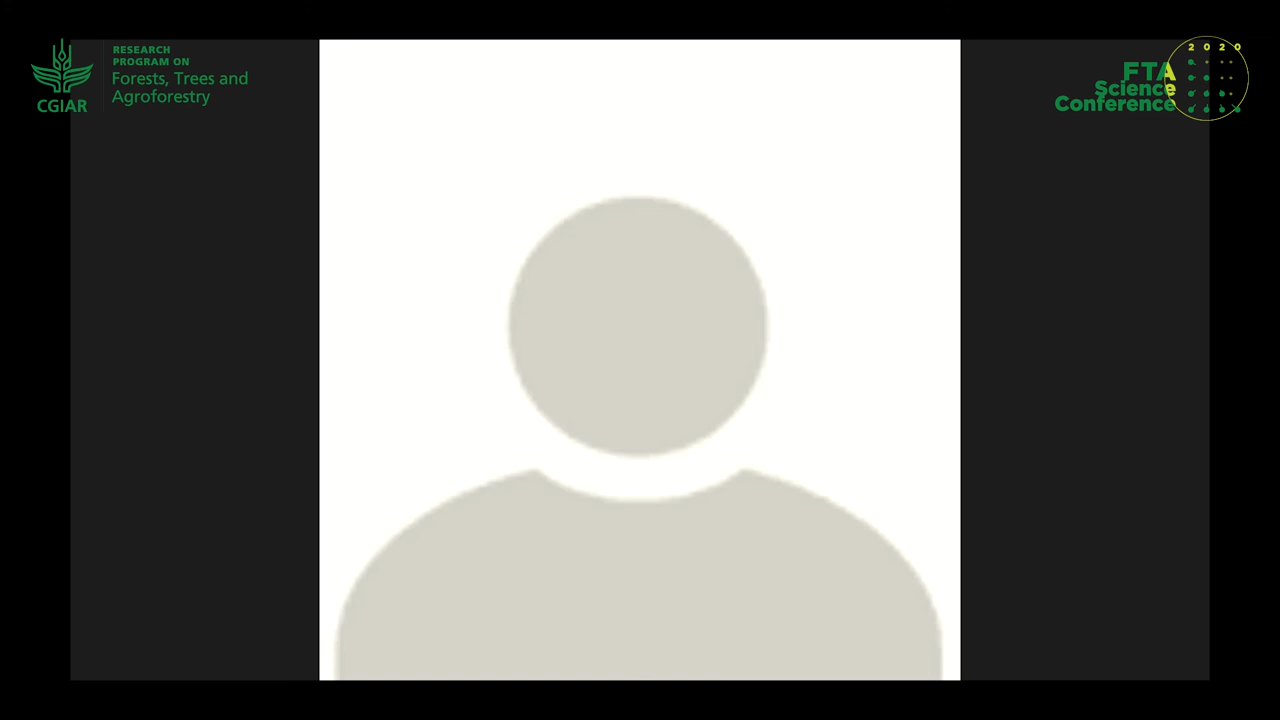 CGIAR
RESEARCH
PROGRAM ON
Forests, Trees and
Agroforestry
2020
FTA
Science
Conference